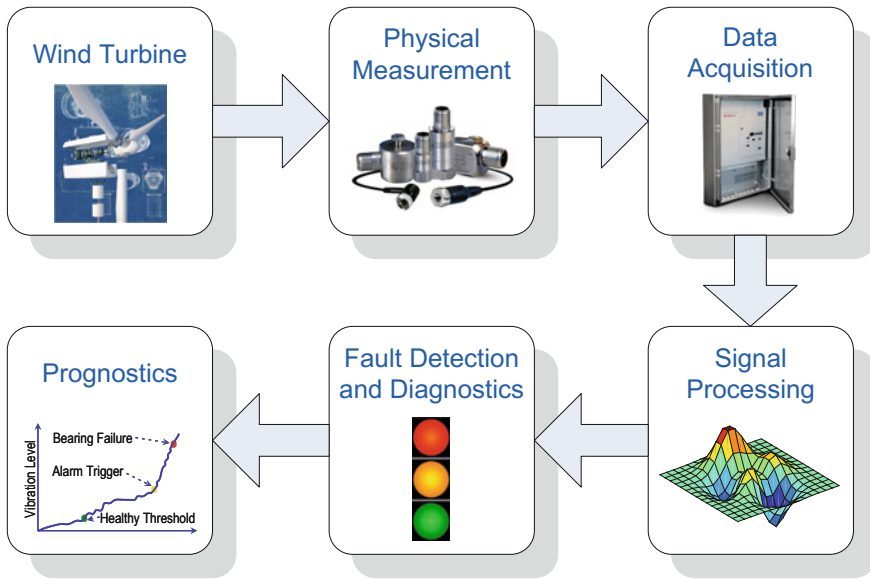 Wind Turbine
Physical
Measurement
Data
Acquisition
Prognostics
Vibration Level
Bearing Failure
Alarm Trigger
Healthy Threshold
Fault Detection
and Diagnostics
Signal
Processing